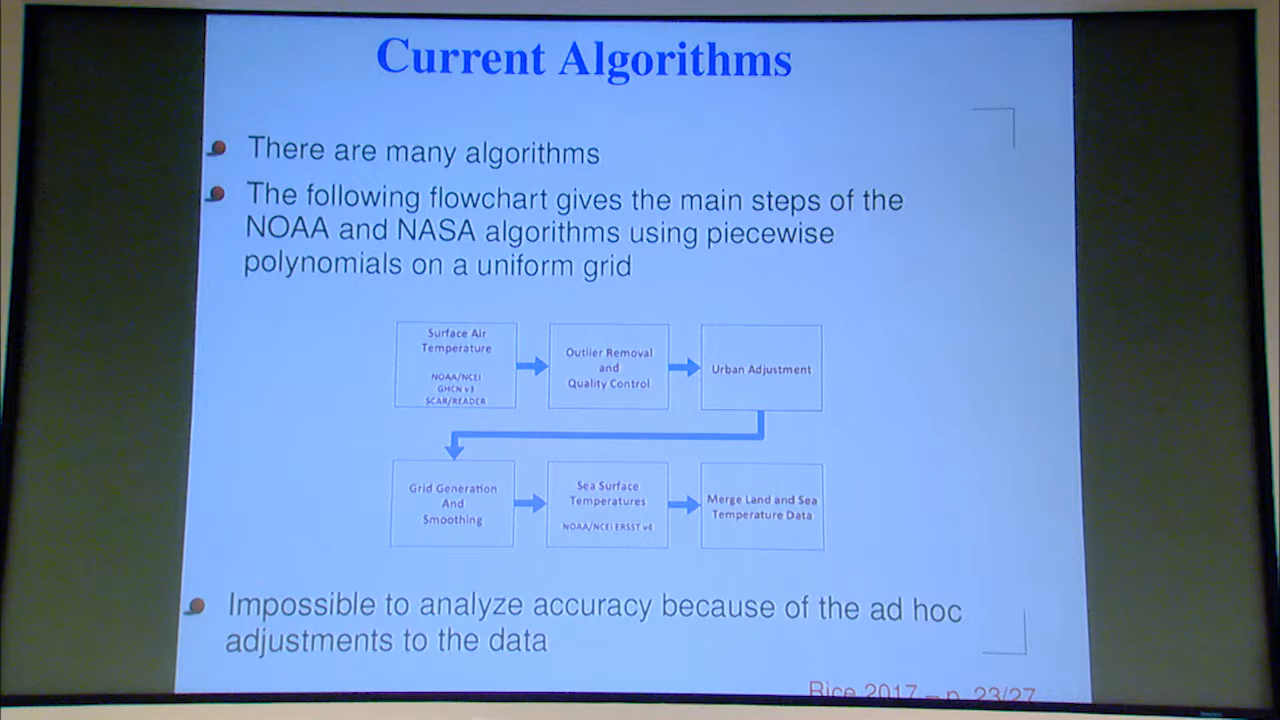 Current Algorithms
There are many algorithms
The following flowchart gives the main steps of the
NOAA and NASA algorithms using piecewise
polynomials on a uniform grid
Surface Air
Temperature
NOAA/NCEI
GHCN v3
SCAR/READER
Outlier Removal
and
Quality Control
Urban Adjustment
Grid Generation
And
Smoothing
Sea Surface
Temperatures
NOAA/NCEI ERSST v4
Merge Land and Sea
Temperature Data
Impossible to analyze accuracy because of the ad hoc
adjustments to the data
Rice 2017 – p. 23/27